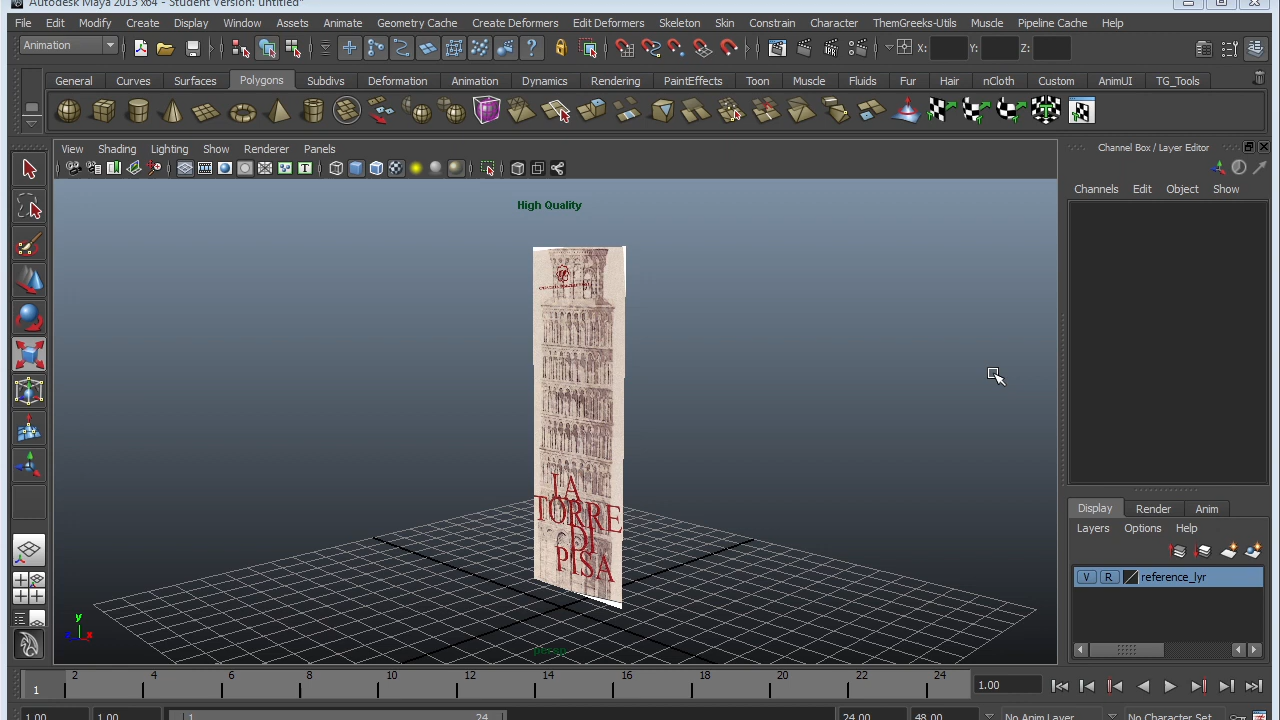 Autodesk Maya 2013 x64 - Student Version: untitled*
File Edit Modify Create Display Window Assets Animate Geometry Cache Create Deformers Edit Deformers Skeleton Skin Constrain Character ThemGreeks-Utils Muscle Pipeline Cache Help
Animation X: Y: Z:
General Curves Surfaces Polygons Subdivs Deformation Animation Dynamics Rendering PaintEffects Toon Muscle Fluids Fur Hair nCloth Custom AnimUI TG_Tools
View Shading Lighting Show Renderer Panels
Channel Box / Layer Editor
Channels Edit Object Show
High Quality
LA
TORRE
DI
PISA
persp
y
z x
Display Render Anim
Layers Options Help
V R reference_lyr
1 2 4 6 8 10 12 14 16 18 20 22 24 1.00
1.00 1.00 1 24 24.00 48.00 No Anim Layer No Character Set